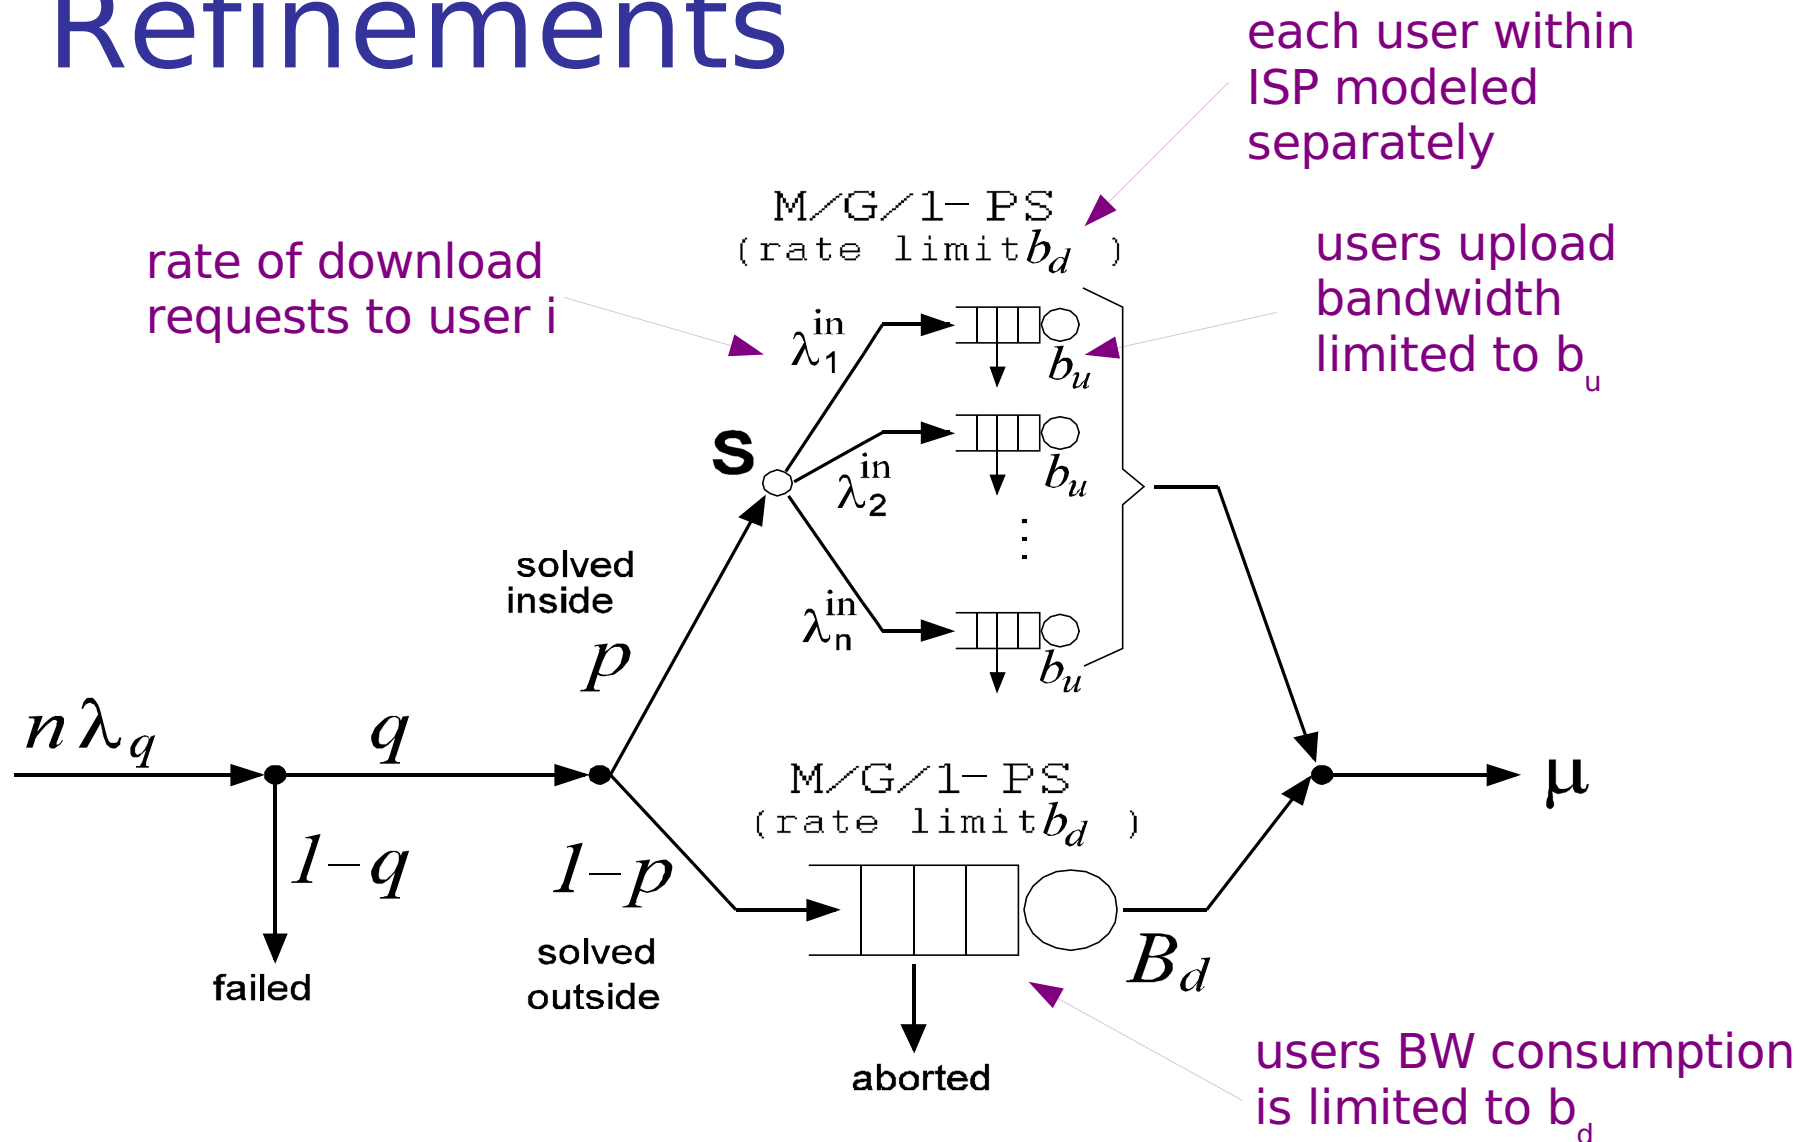 Refinements
each user within
ISP modeled
separately
M/G/1- PS
(rate limit b_d )
rate of download
requests to user i
users upload
bandwidth
limited to b_u
λ_1^in
b_u
S
λ_2^in
b_u
⋮
solved
inside
λ_n^in
b_u
p
nλ_q
q
M/G/1- PS
(rate limit b_d )
μ
1-q
1-p
solved
outside
B_d
failed
aborted
users BW consumption
is limited to b_d